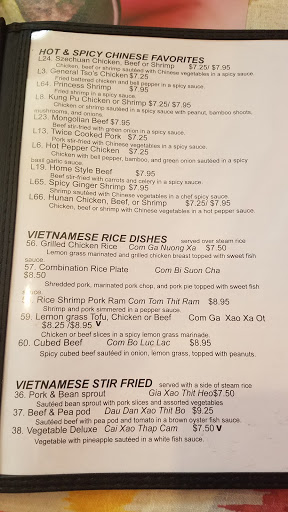 HOT & SPICY CHINESE FAVORITES
L24. Szechuan Chicken, Beef or Shrimp $7.25/ $7.95
Chicken, beef or shrimp sautéed with Chinese vegetables in a spicy sauce.
L3. General Tso's Chicken $7.25
Fried battered chicken and bell pepper in a spicy sauce.
L64. Princess Shrimp $7.95
Fried shrimp in a spicy sauce.
L8. Kung Pu Chicken or Shrimp $7.25/ $7.95
Chicken or shrimp sautéed in a spicy sauce with peanut, bamboo shoots,
mushrooms, and onions.
L23. Mongolian Beef $7.95
Beef stir-fried with green onion in a spicy sauce.
L13. Twice Cooked Pork $7.25
Pork stir-fried with Chinese vegetables in a spicy sauce.
L6. Hot Pepper Chicken $7.25
Chicken with bell pepper, bamboo, and green onion sautéed in a spicy
basil garlic sauce.
L19. Home Style Beef $7.95
Beef stir-fried with carrots and celery in a spicy sauce.
L65. Spicy Ginger Shrimp $7.95
Shrimp sautéed with Chinese vegetables in a chef spicy sauce.
L66. Hunan Chicken, Beef, or Shrimp $7.25/ $7.95
Chicken, beef or shrimp with Chinese vegetables in a hot pepper sauce.
VIETNAMESE RICE DISHES served over steam rice
56. Grilled Chicken Rice Com Ga Nuong Xa $7.50
Lemon grass marinated and grilled chicken breast topped with sweet fish
sauce.
57. Combination Rice Plate Com Bi Suon Cha
$8.50
Shredded pork, marinated pork chop, and pork pie topped with sweet fish
Rice Shrimp Pork Ram Com Tom Thit Ram $8.95
Shrimp and pork simmered in a pepper sauce.
59. Lemon grass Tofu, Chicken or Beef Com Ga Xao Xa Ot
$8.25 /$8.95 V
Chicken or beef slices in a spicy lemon grass marinade.
60. Cubed Beef Com Bo Luc Lac $8.95
Spicy cubed beef sautéed in onion, lemon grass, topped with peanuts.
VIETNAMESE STIR FRIED served with a side of steam rice
36. Pork & Bean sprout Gia Xao Thit Heo $7.50
Sautéed bean sprout with pork slices and assorted vegetables
37. Beef & Pea pod Dau Dan Xao Thit Bo $9.25
Sautéed beef with pea pod and tomato in a brown oyster fish sauce.
38. Vegetable Deluxe Cai Xao Thap Cam $7.50 V
Vegetable with pineapple sautéed in a white fish sauce.